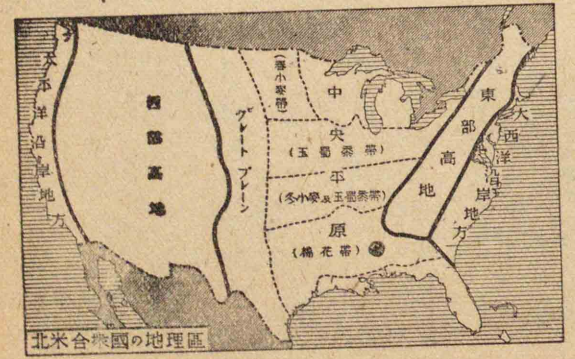 太平洋沿岸地方
西部高地
グレートプレーン
(春小麥帶)
中央平原
(玉蜀黍帶)
(冬小麥及玉蜀黍帶)
(棉花帶)
東部高地
大西洋沿岸地方
北米合衆國の地理區